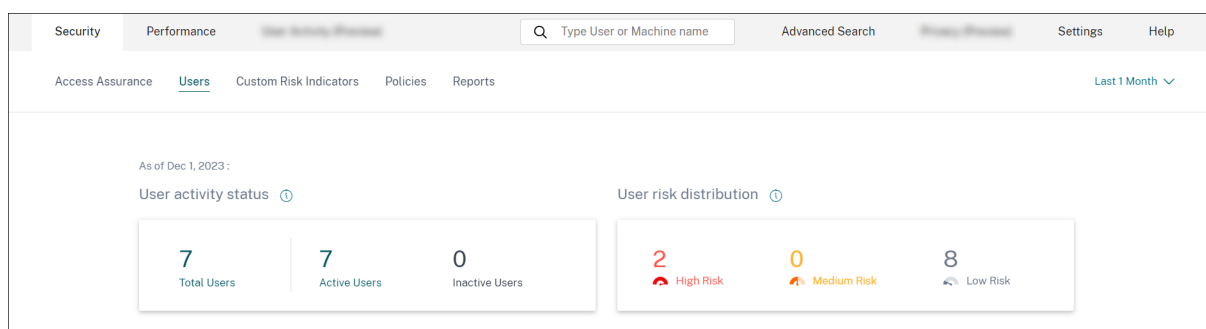 Security Performance Type User or Machine name Advanced Search Settings Help
Access Assurance Users Custom Risk Indicators Policies Reports Last 1 Month
As of Dec 1, 2023 :
User activity status User risk distribution
7 7 0 2 0 8
Total Users Active Users Inactive Users High Risk Medium Risk Low Risk